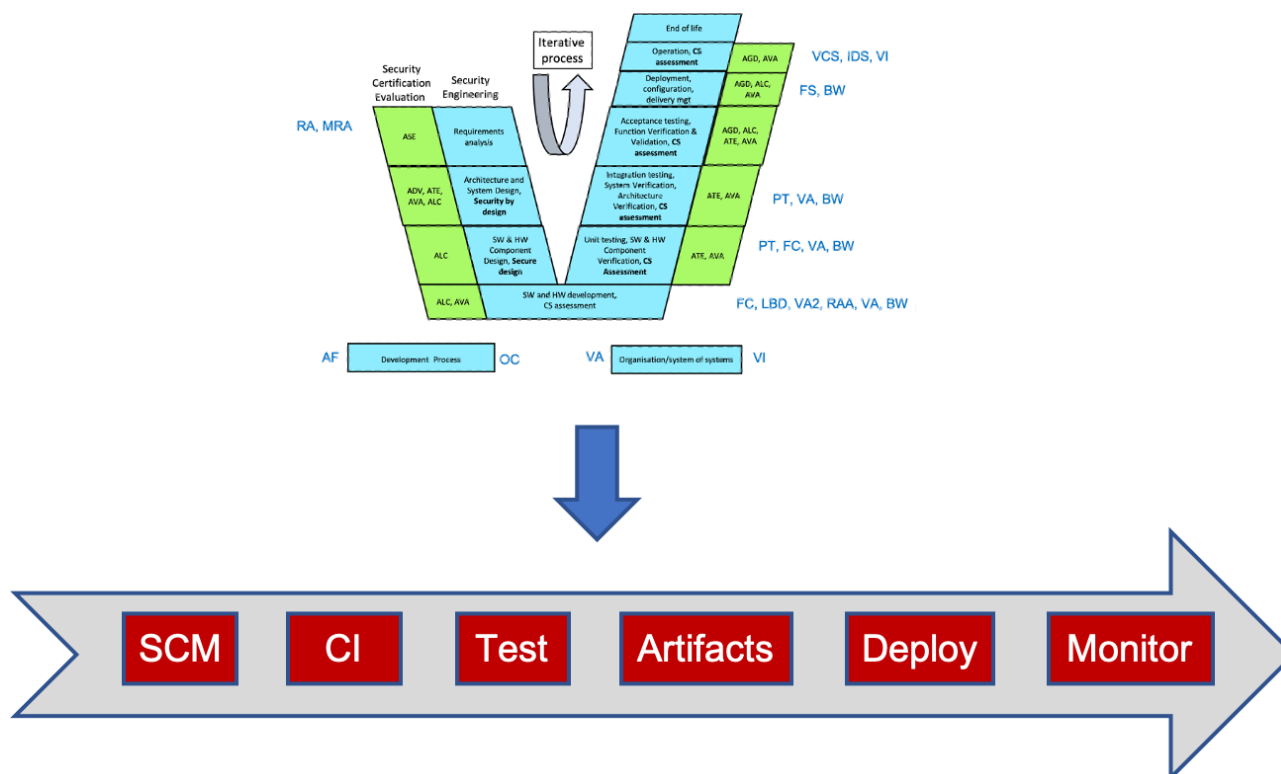 End of life
Iterative
process
Operation, CS
assessment
AGD, AVA
VCS, IDS, VI
Security
Certification
Evaluation
Security
Engineering
Deployment,
configuration,
delivery mgt
AGD, ALC,
AVA
FS, BW
RA, MRA
ASE
Requirements
analysis
Acceptance testing,
Function Verification &
Validation, CS
assessment
AGD, ALC,
ATE, AVA
ADV, ATE,
AVA, ALC
Architecture and
System Design,
Security by
design
Integration testing,
System Verification,
Architecture
Verification, CS
assessment
ATE, AVA
PT, VA, BW
ALC
SW & HW
Component
Design, Secure
design
Unit testing, SW & HW
Component
Verification, CS
Assessment
ATE, AVA
PT, FC, VA, BW
ALC, AVA
SW and HW development,
CS assessment
FC, LBD, VA2, RAA, VA, BW
AF
Development Process
OC
VA
Organisation/system of systems
VI
SCM
CI
Test
Artifacts
Deploy
Monitor